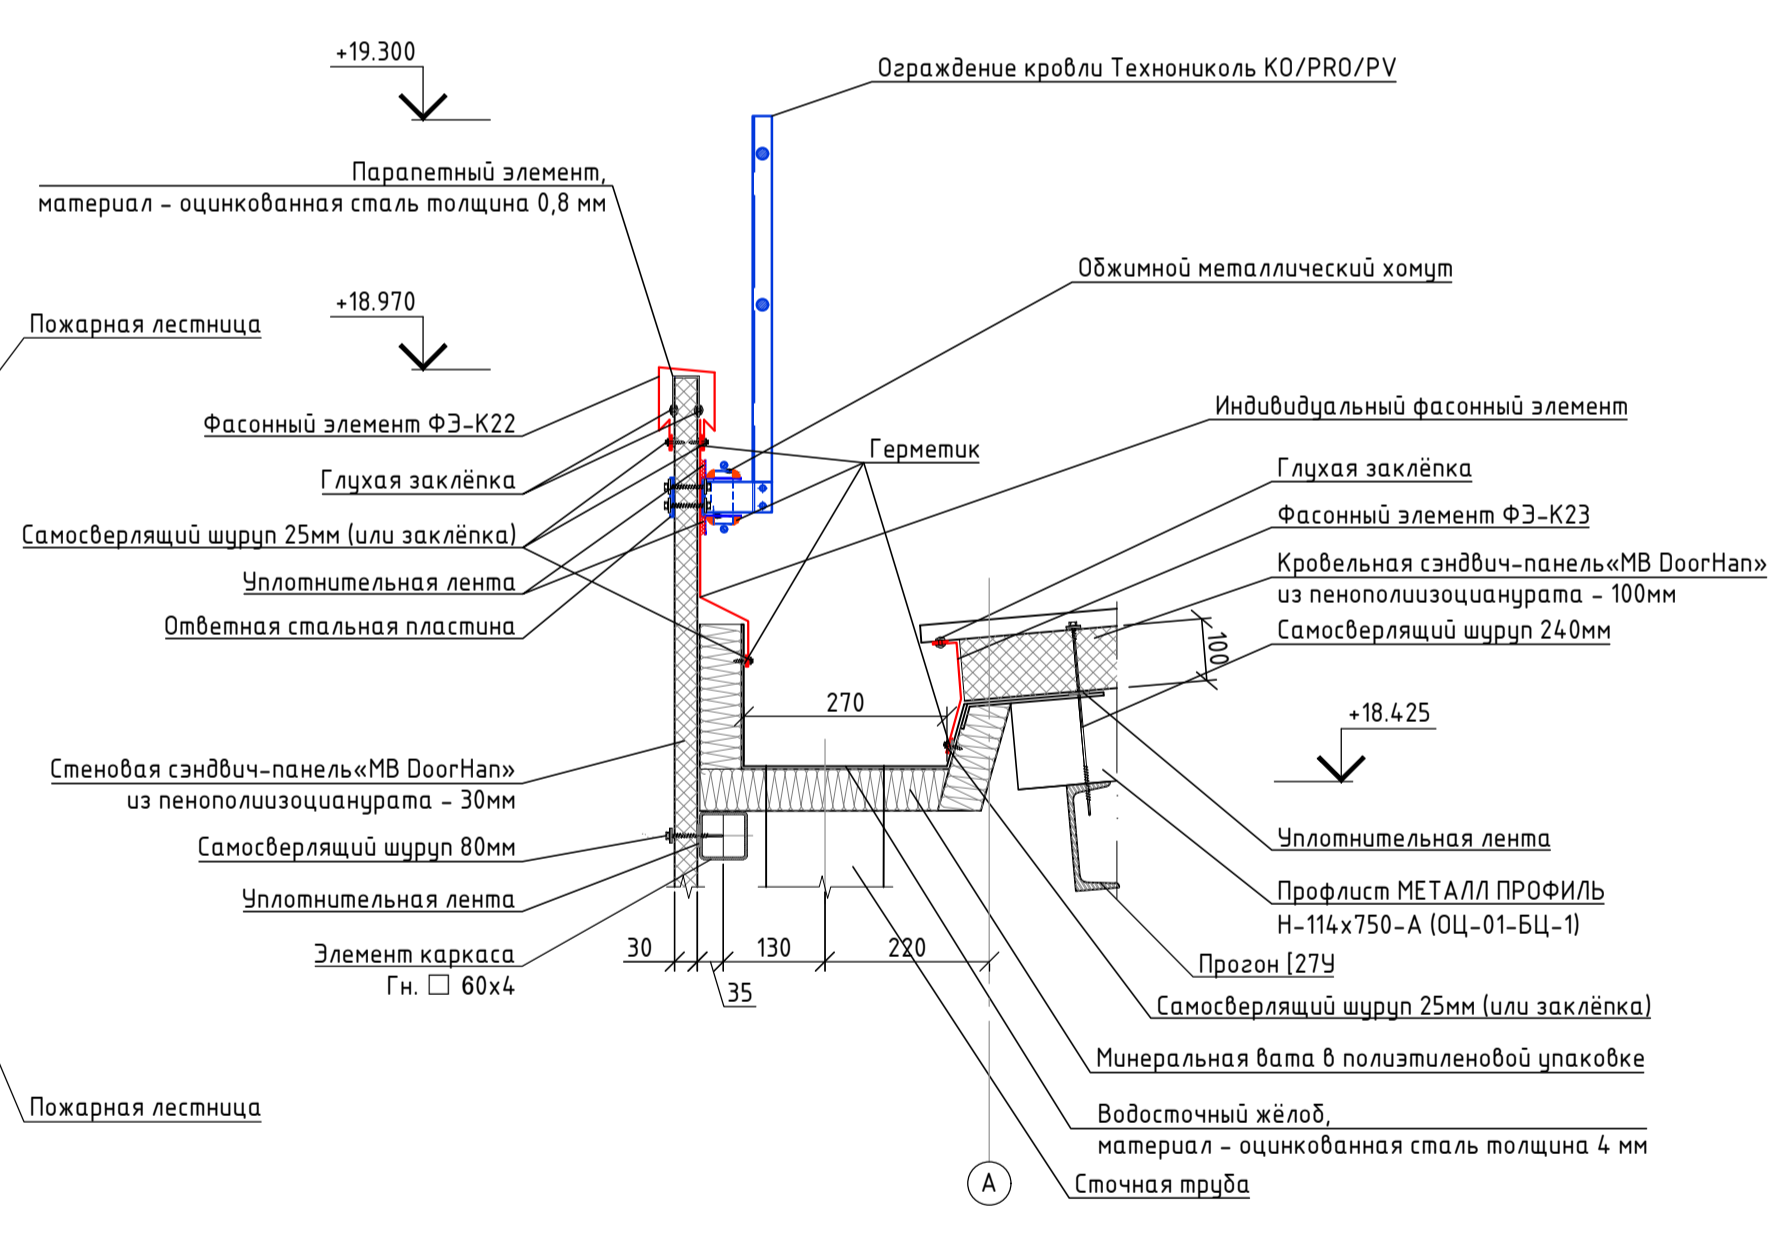 +19.300
Ограждение кровли Технониколь KO/PRO/PV
Парапетный элемент,
материал - оцинкованная сталь толщина 0,8 мм
Обжимной металлический хомут
+18.970
Пожарная лестница
Фасонный элемент ФЭ-К22
Индивидуальный фасонный элемент
Герметик
Глухая заклёпка
Глухая заклёпка
Самосверлящий шуруп 25мм (или заклёпка)
Фасонный элемент ФЭ-К23
Уплотнительная лента
Кровельная сэндвич-панель«МВ DoorHan»
из пенополиизоцианурата - 100мм
Ответная стальная пластина
Самосверлящий шуруп 240мм
100
270
+18.425
Стеновая сэндвич-панель«МВ DoorHan»
из пенополиизоцианурата - 30мм
Самосверлящий шуруп 80мм
Уплотнительная лента
Уплотнительная лента
Профлист МЕТАЛЛ ПРОФИЛЬ
Н-114х750-А (ОЦ-01-БЦ-1)
Элемент каркаса
Гн. □ 60х4
30
130
220
35
Прогон [27У
Самосверлящий шуруп 25мм (или заклёпка)
Минеральная вата в полиэтиленовой упаковке
Пожарная лестница
Водосточный жёлоб,
материал - оцинкованная сталь толщина 4 мм
Сточная труба
А